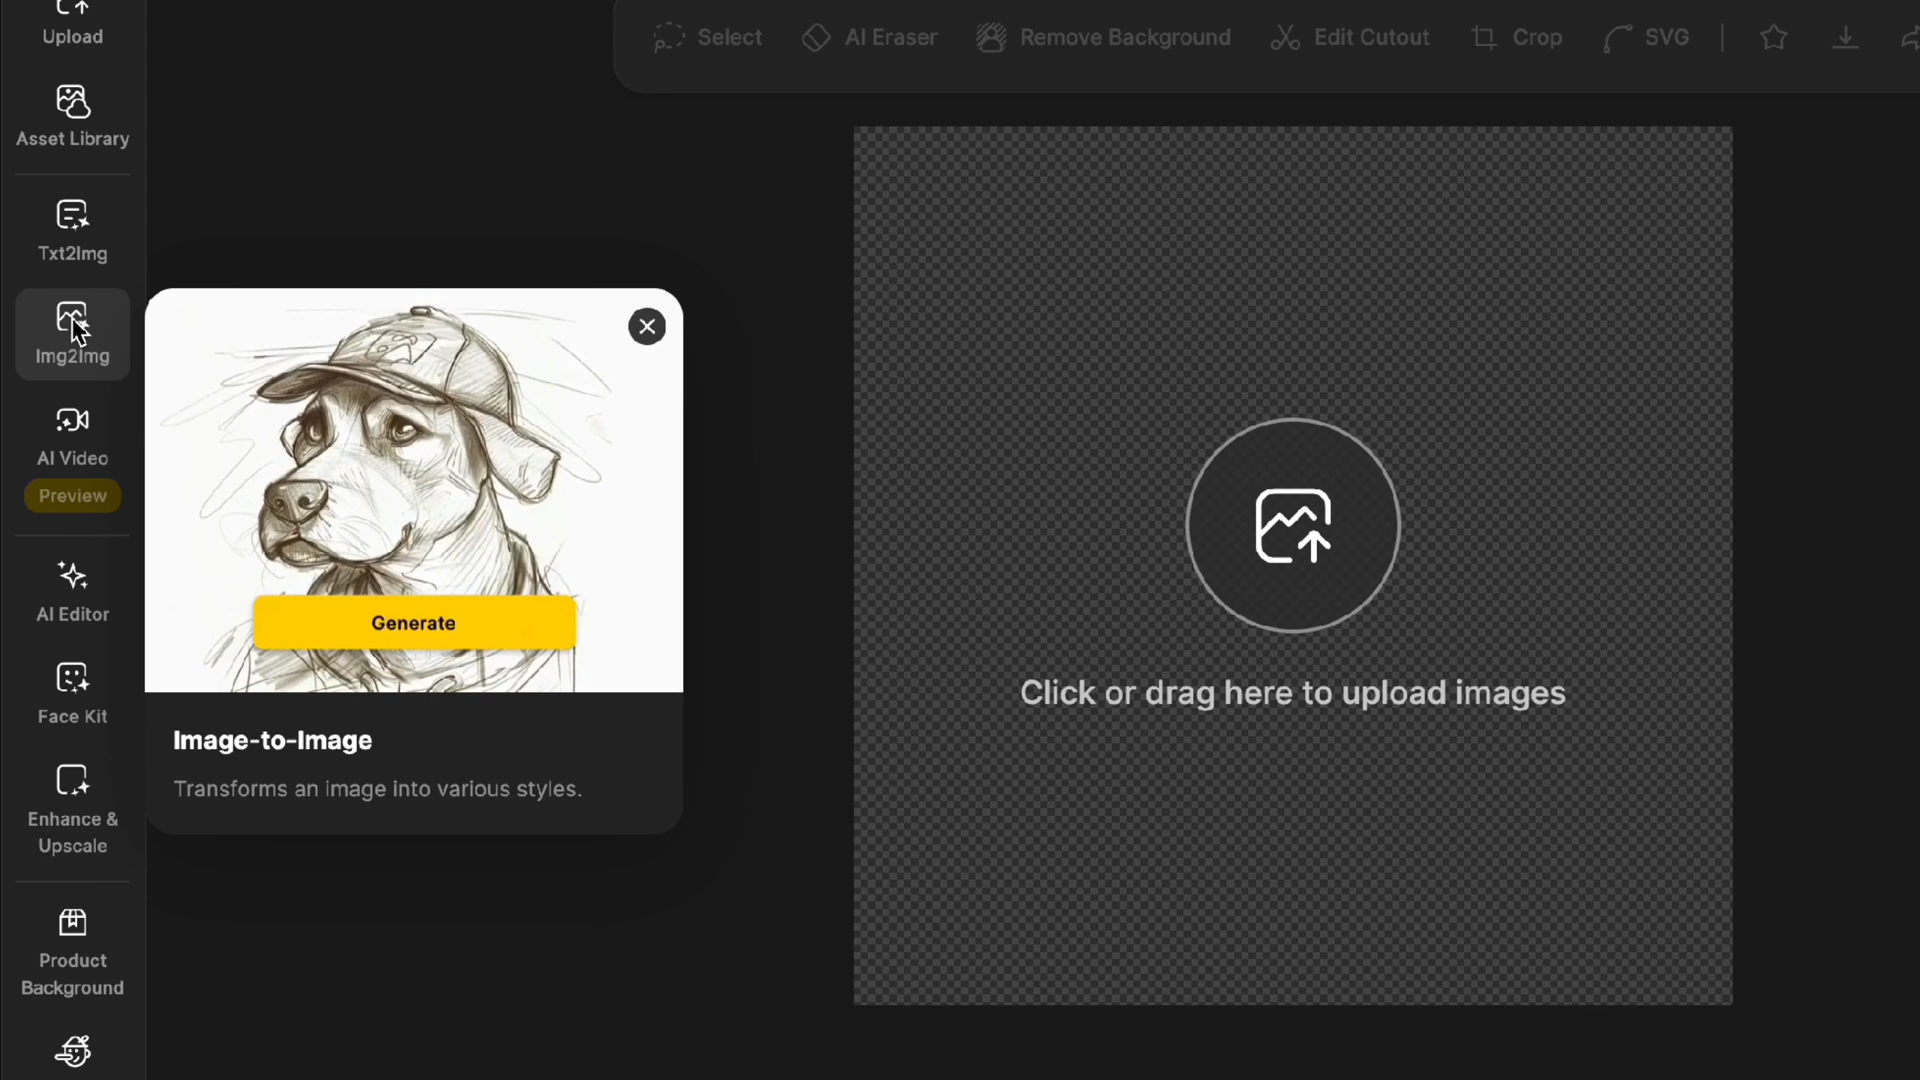 Upload
Asset Library
Txt2Img
Img2Img
AI Video
Preview
AI Editor
Face Kit
Enhance &
Upscale
Product
Background
Select
AI Eraser
Remove Background
Edit Cutout
Crop
SVG
Generate
Image-to-Image
Transforms an image into various styles.
Click or drag here to upload images